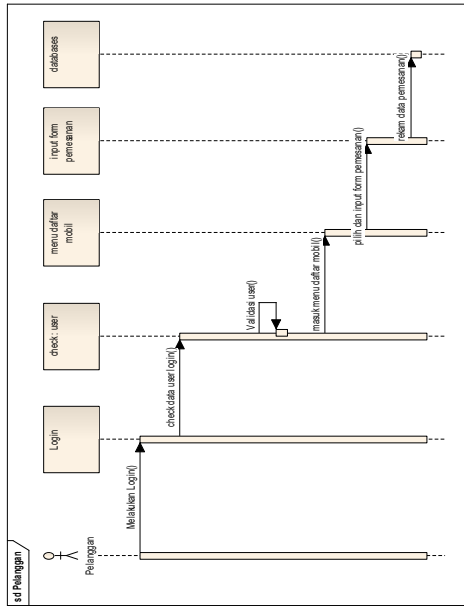 sd Pelanggan
Pelanggan
Login
check : user
menu daftar
mobil
input form
pemesanan
databases
Melakukan Login()
check data user login()
Validasi user()
masuk menu daftar mobil()
pilih dan input form pemesanan()
rekam data pemesanan()